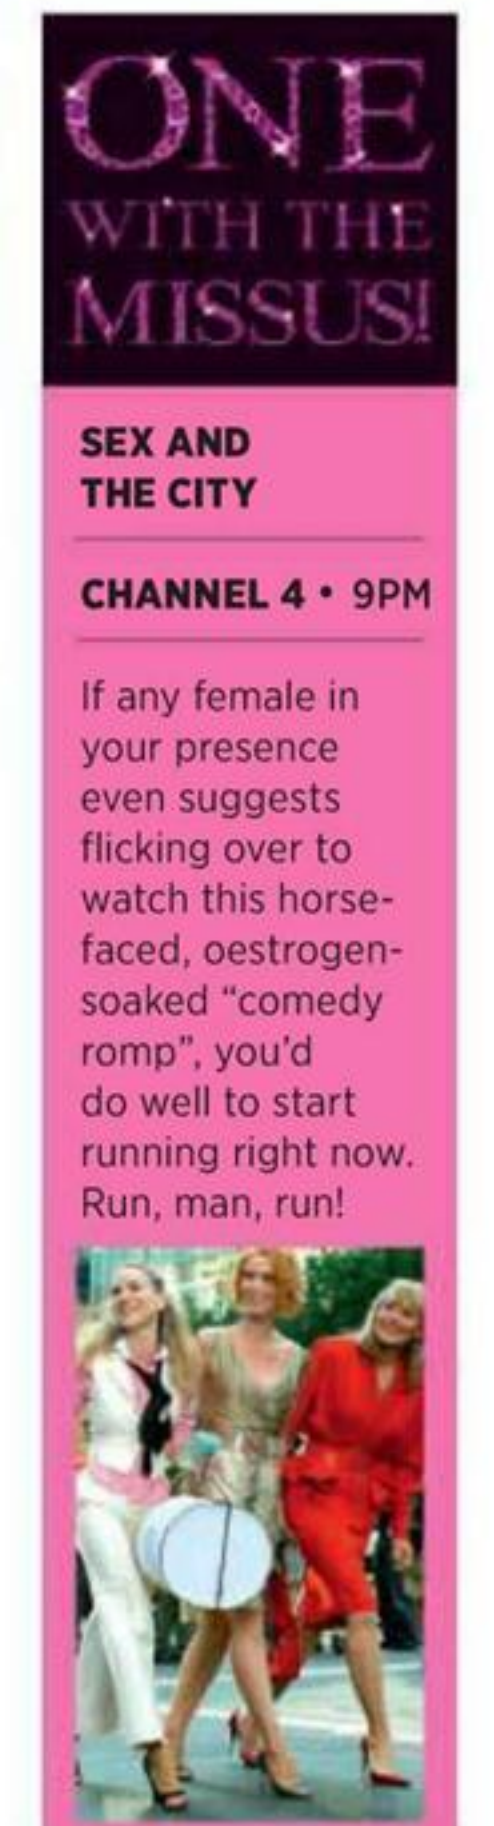 ONE
WITH THE
MISSUS!
SEX AND
THE CITY
CHANNEL 4 • 9PM
If any female in
your presence
even suggests
flicking over to
watch this horse-
faced, oestrogen-
soaked “comedy
romp”, you’d
do well to start
running right now.
Run, man, run!